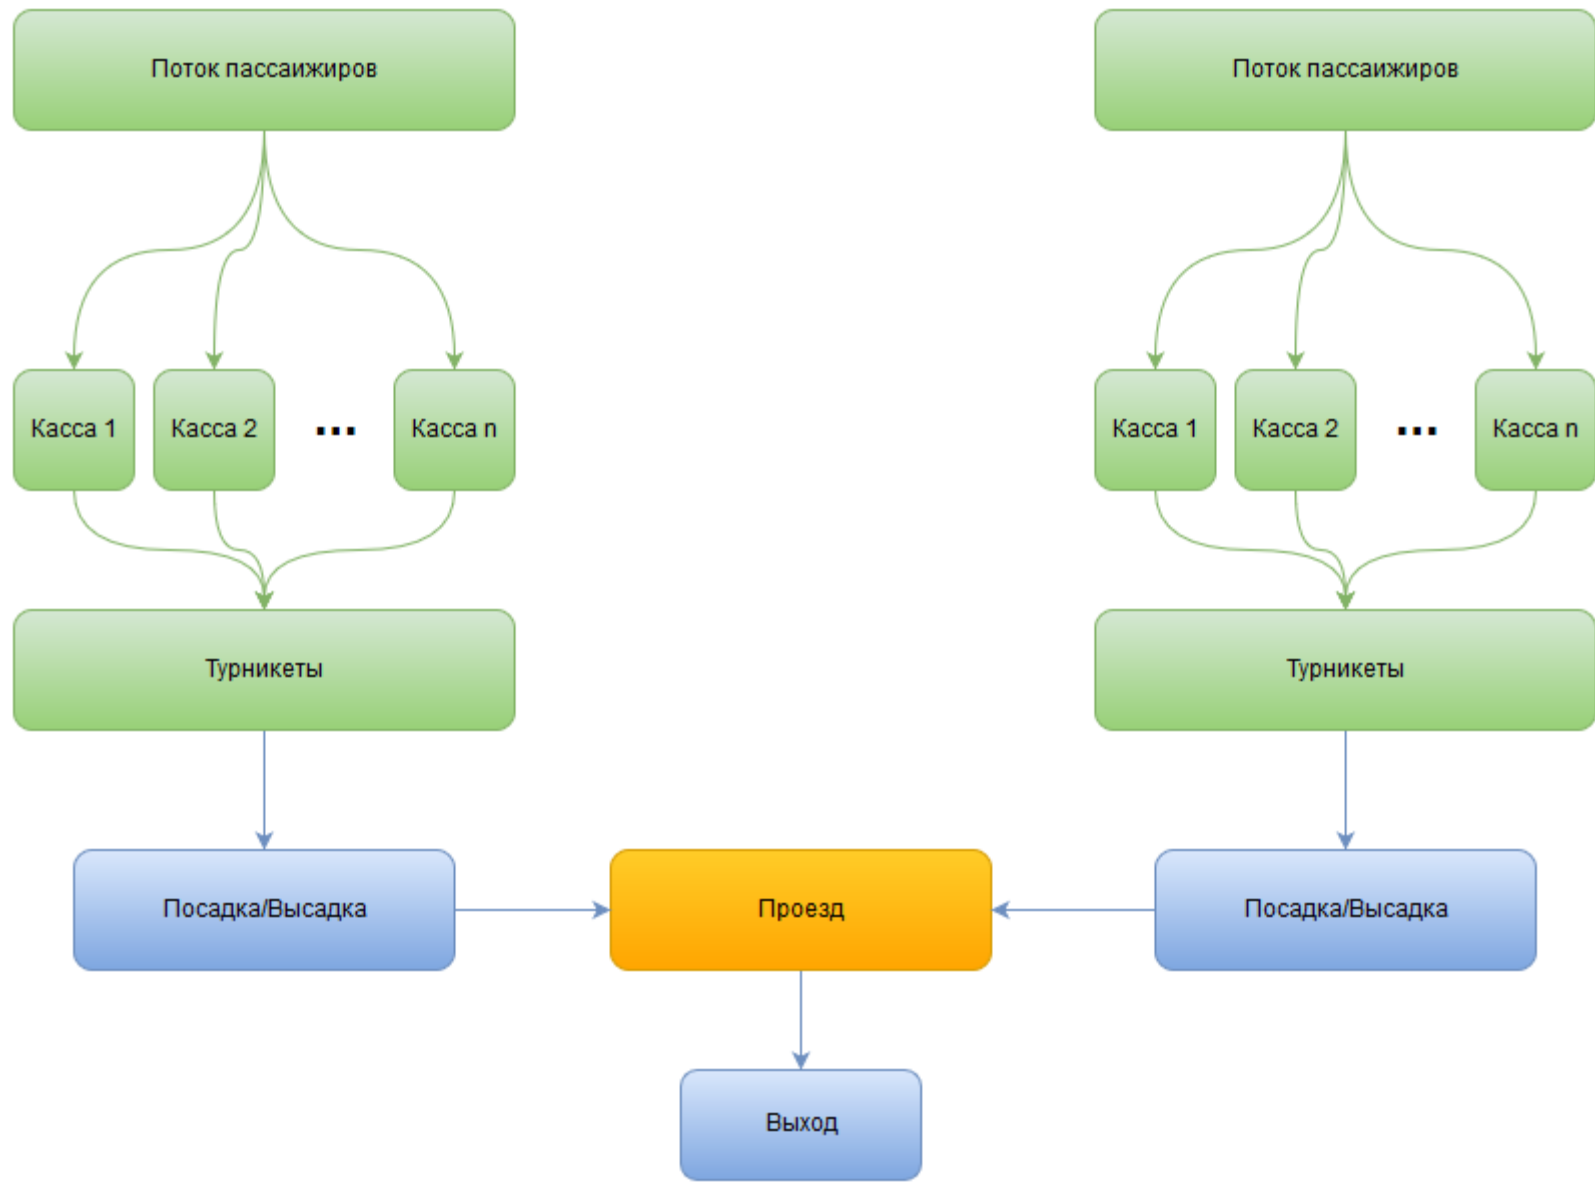 Поток пассаижиров
Поток пассаижиров
Касса 1
Касса 2
...
Касса n
Касса 1
Касса 2
...
Касса n
Турникеты
Турникеты
Посадка/Высадка
Проезд
Посадка/Высадка
Выход